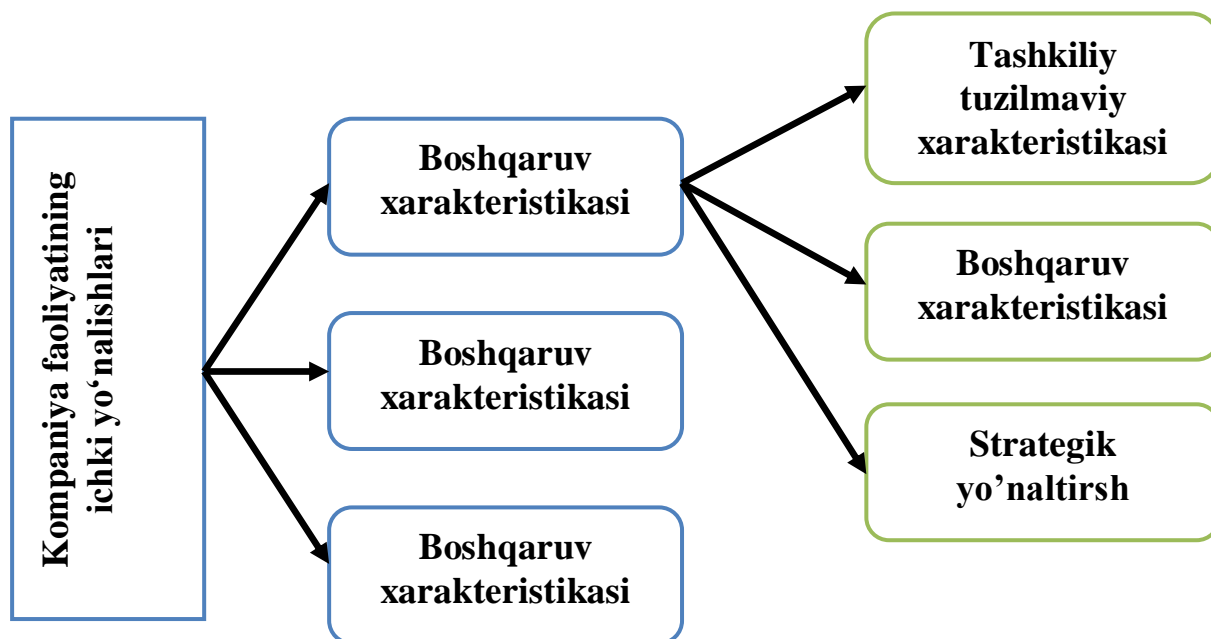 Kompaniya faoliyatining
ichki yo‘nalishlari
Boshqaruv
xarakteristikasi
Boshqaruv
xarakteristikasi
Boshqaruv
xarakteristikasi
Tashkiliy
tuzilmaviy
xarakteristikasi
Boshqaruv
xarakteristikasi
Strategik
yo’naltirsh